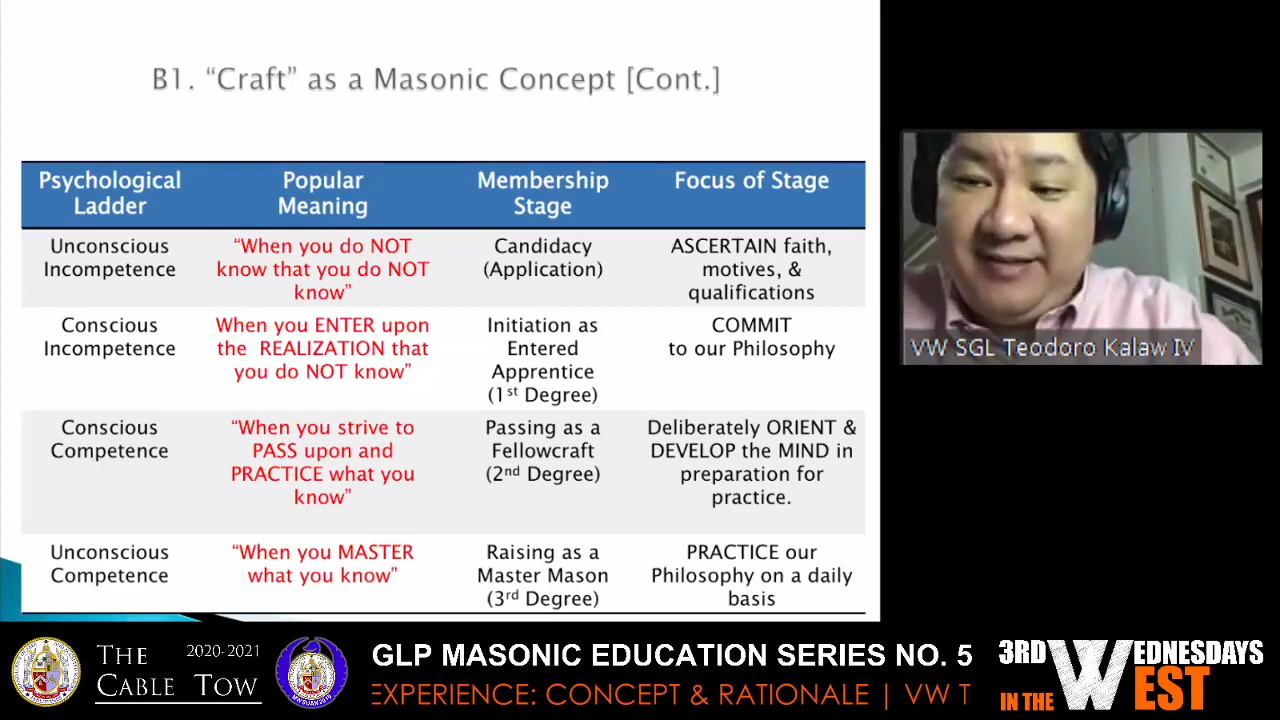 B1. “Craft” as a Masonic Concept [Cont.]
Psychological Ladder
Popular Meaning
Membership Stage
Focus of Stage
Unconscious Incompetence
“When you do NOT know that you do NOT know”
Candidacy (Application)
ASCERTAIN faith, motives, & qualifications
Conscious Incompetence
When you ENTER upon the REALIZATION that you do NOT know”
Initiation as Entered Apprentice (1st Degree)
COMMIT to our Philosophy
Conscious Competence
“When you strive to PASS upon and PRACTICE what you know”
Passing as a Fellowcraft (2nd Degree)
Deliberately ORIENT & DEVELOP the MIND in preparation for practice.
Unconscious Competence
“When you MASTER what you know”
Raising as a Master Mason (3rd Degree)
PRACTICE our Philosophy on a daily basis
VW SGL Teodoro Kalaw IV
THE 2020-2021
CABLE TOW
GLP MASONIC EDUCATION SERIES NO. 5
EXPERIENCE: CONCEPT & RATIONALE | VW T
3RD WEDNESDAYS
IN THE WEST